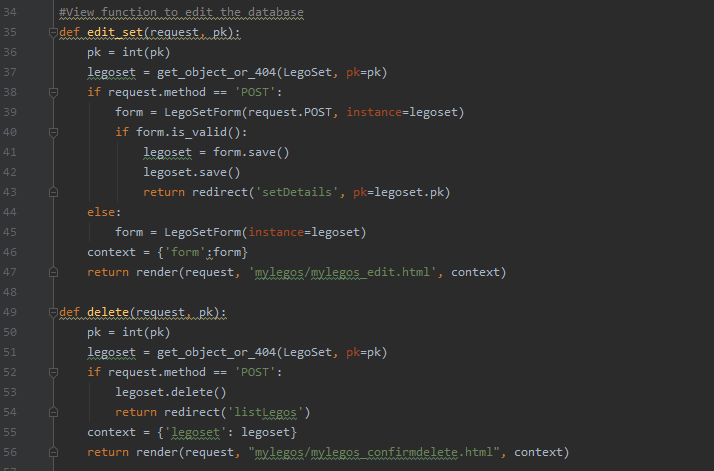 34 #View function to edit the database
35 def edit_set(request, pk):
36     pk = int(pk)
37     legoset = get_object_or_404(LegoSet, pk=pk)
38     if request.method == 'POST':
39         form = LegoSetForm(request.POST, instance=legoset)
40         if form.is_valid():
41             legoset = form.save()
42             legoset.save()
43             return redirect('setDetails', pk=legoset.pk)
44     else:
45         form = LegoSetForm(instance=legoset)
46     context = {'form':form}
47     return render(request, 'mylegos/mylegos_edit.html', context)
48
49 def delete(request, pk):
50     pk = int(pk)
51     legoset = get_object_or_404(LegoSet, pk=pk)
52     if request.method == 'POST':
53         legoset.delete()
54         return redirect('listLegos')
55     context = {'legoset': legoset}
56     return render(request, "mylegos/mylegos_confirmdelete.html", context)